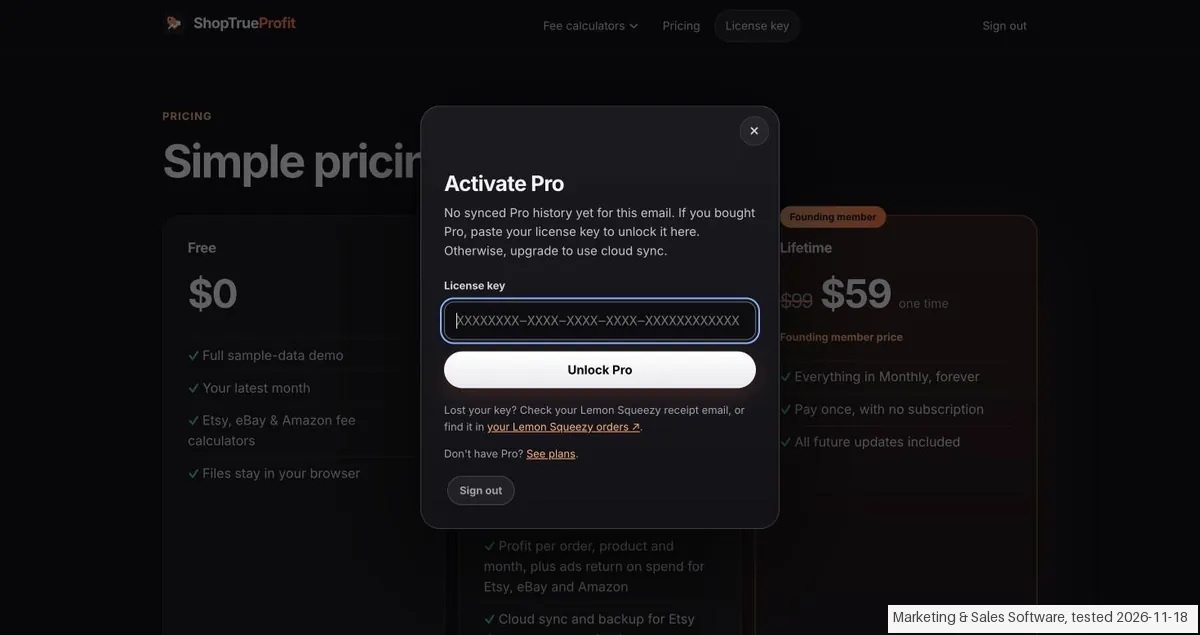 ShopTrueProfit
Fee calculators
Pricing
License key
Sign out
PRICING
Simple pricin
Free
$0
✓ Full sample-data demo
✓ Your latest month
✓ Etsy, eBay & Amazon fee
calculators
✓ Files stay in your browser
×
Activate Pro
No synced Pro history yet for this email. If you bought
Pro, paste your license key to unlock it here.
Otherwise, upgrade to use cloud sync.
License key
XXXXXXXX-XXXX-XXXX-XXXX-XXXXXXXXXXXX
Unlock Pro
Lost your key? Check your Lemon Squeezy receipt email, or
find it in your Lemon Squeezy orders ↗.
Don't have Pro? See plans.
Sign out
✓ Profit per order, product and
month, plus ads return on spend for
Etsy, eBay and Amazon
✓ Cloud sync and backup for Etsy
Founding member
Lifetime
$99 $59 one time
Founding member price
✓ Everything in Monthly, forever
✓ Pay once, with no subscription
✓ All future updates included
Marketing & Sales Software, tested 2026-11-18